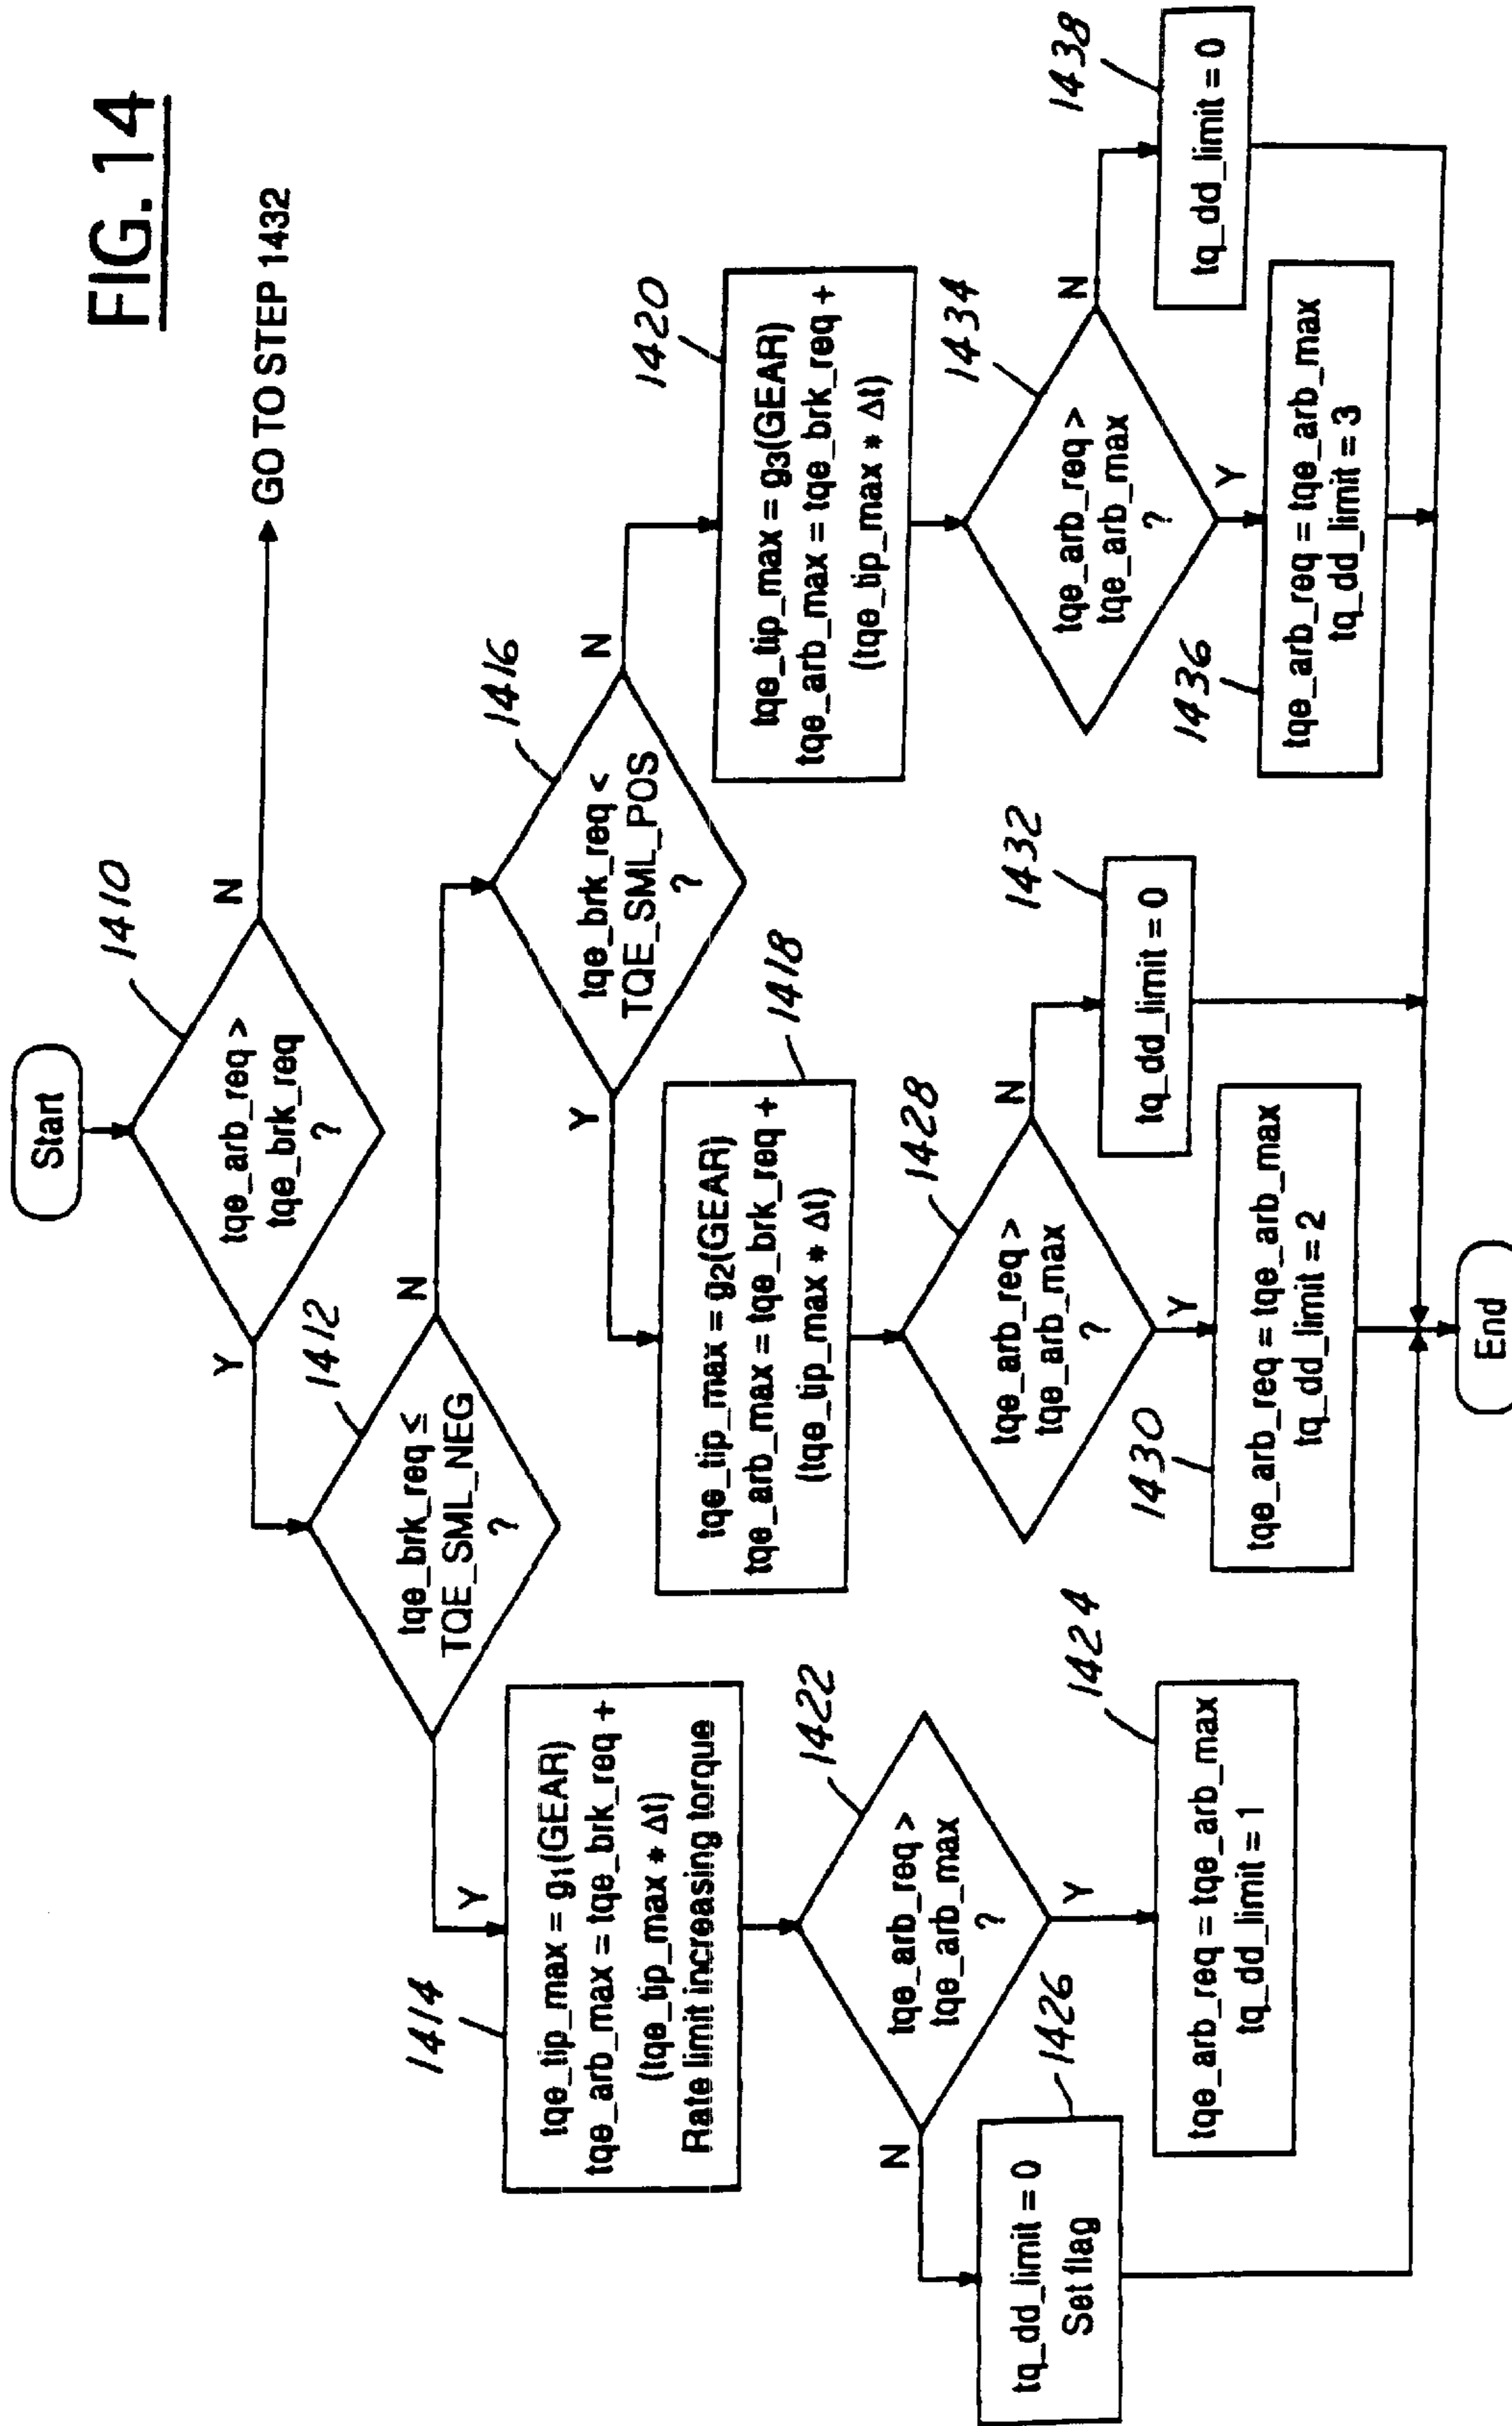 FIG. 14
Start
1410
tqe_arb_req >
tqe_brk_req
?
N
GO TO STEP 1432
Y
1412
tqe_brk_req ≤
TQE_SML_NEG
?
N
Y
1416
tqe_brk_req <
TQE_SML_POS
?
N
Y
1414
tqe_tip_max = g1(GEAR)
tqe_arb_max = tqe_brk_req +
(tqe_tip_max * Δt)
Rate limit increasing torque
1418
tqe_tip_max = g2(GEAR)
tqe_arb_max = tqe_brk_req +
(tqe_tip_max * Δt)
1420
tqe_tip_max = g3(GEAR)
tqe_arb_max = tqe_brk_req +
(tqe_tip_max * Δt)
1422
tqe_arb_req >
tqe_arb_max
?
N
Y
1428
tqe_arb_req >
tqe_arb_max
?
N
Y
1434
tqe_arb_req >
tqe_arb_max
?
N
Y
1426
tq_dd_limit = 0
Set flag
1424
tqe_arb_req = tqe_arb_max
tq_dd_limit = 1
1430
tqe_arb_req = tqe_arb_max
tq_dd_limit = 2
1432
tq_dd_limit = 0
1436
tqe_arb_req = tqe_arb_max
tq_dd_limit = 3
1438
tq_dd_limit = 0
End